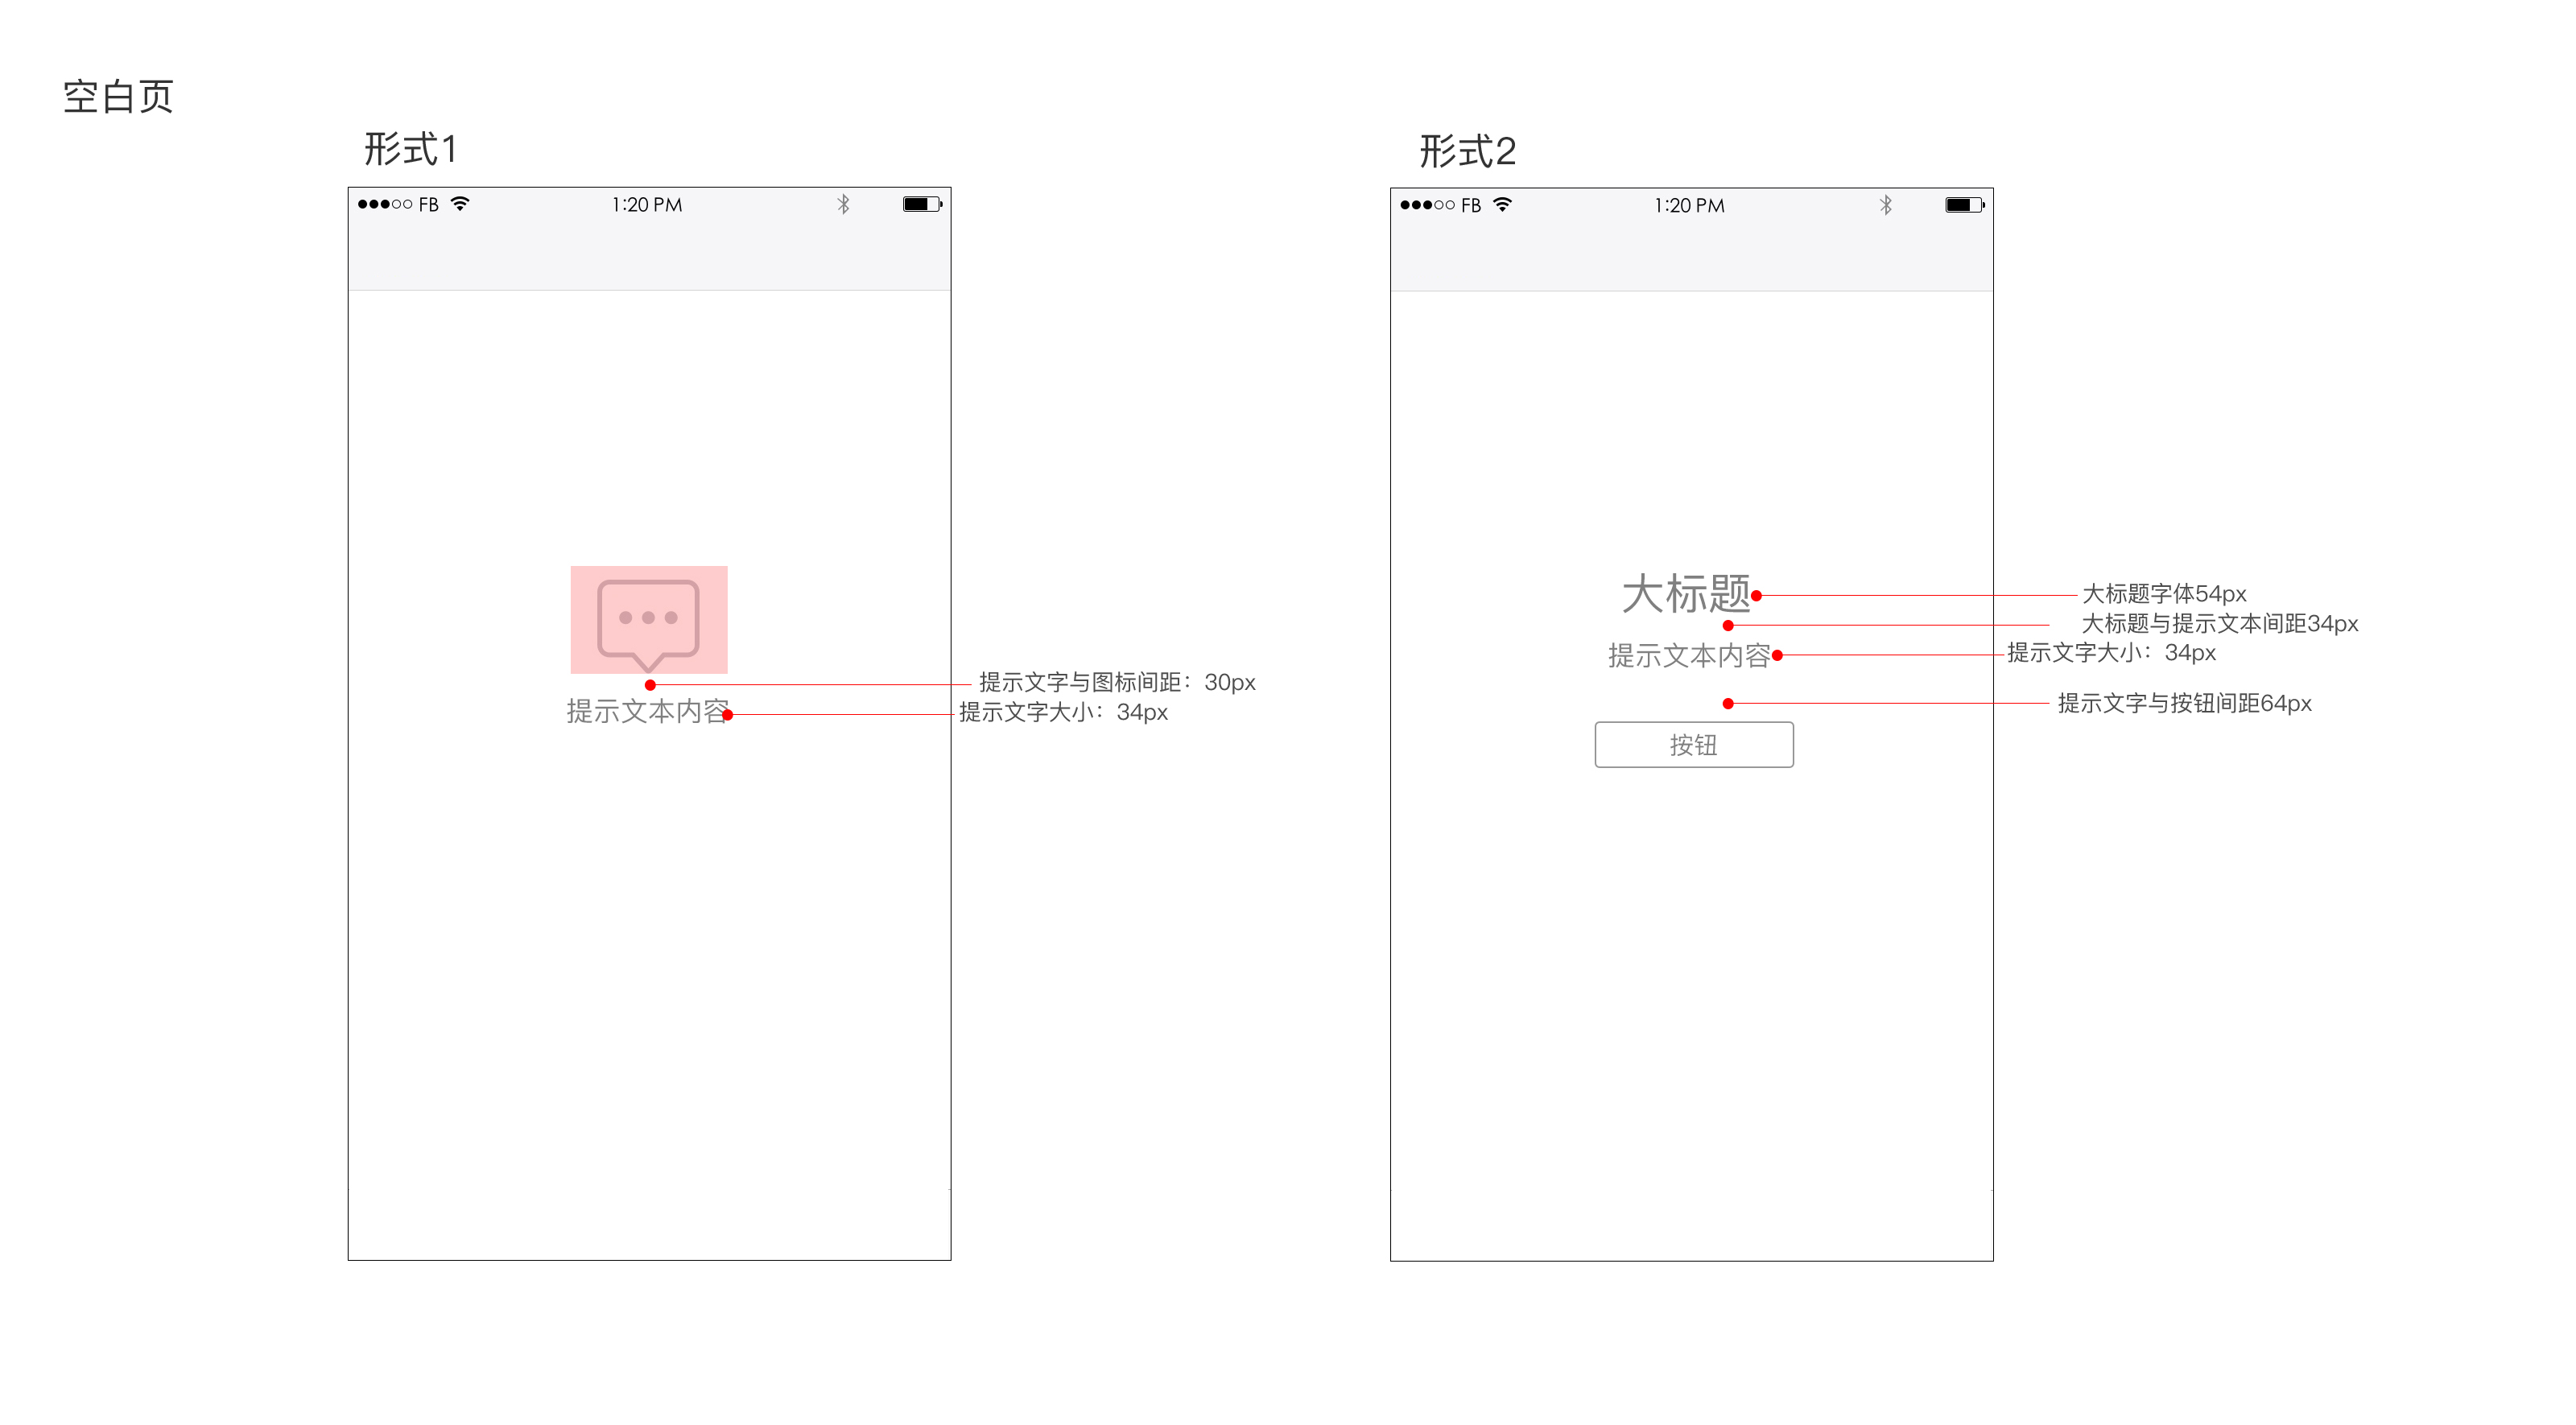 空白页
形式1
FB
1:20 PM
提示文字与图标间距：30px
提示文本内容
提示文字大小：34px
形式2
FB
1:20 PM
大标题
大标题字体54px
大标题与提示文本间距34px
提示文本内容
提示文字大小：34px
提示文字与按钮间距64px
按钮